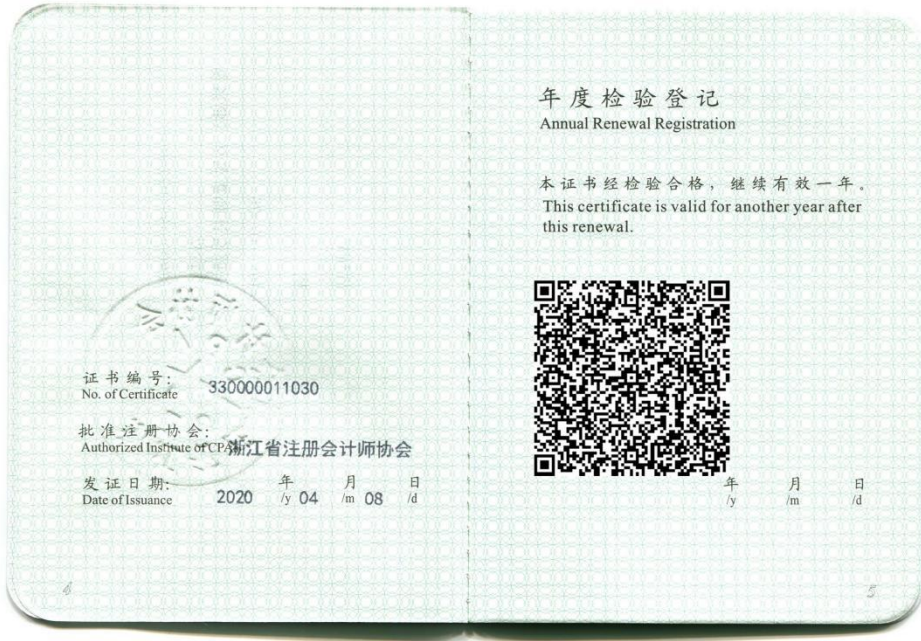 证书编号:
No. of Certificate
330000011030
批准注册协会:
Authorized Institute of CPAs
浙江省注册会计师协会
发证日期:
Date of Issuance
2020 年 04 月 08 日
/y /m /d
4
年度检验登记
Annual Renewal Registration
本证书经检验合格，继续有效一年。
This certificate is valid for another year after
this renewal.
年 月 日
/y /m /d
5